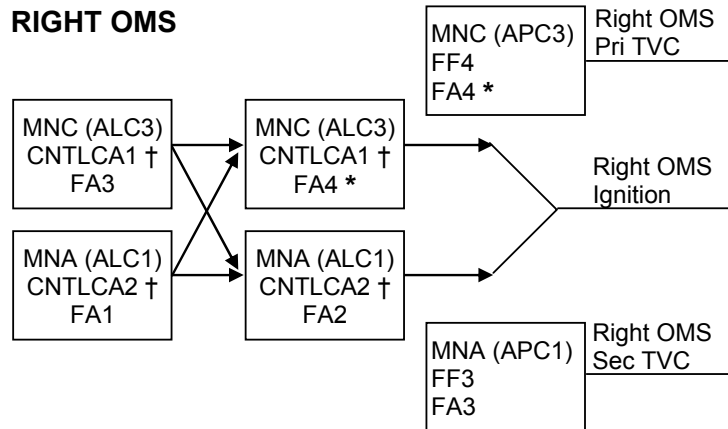 RIGHT OMS
MNC (APC3)
FF4
FA4 *
Right OMS
Pri TVC
MNC (ALC3)
CNTLCA1 †
FA3
MNC (ALC3)
CNTLCA1 †
FA4 *
Right OMS
Ignition
MNA (ALC1)
CNTLCA2 †
FA1
MNA (ALC1)
CNTLCA2 †
FA2
MNA (APC1)
FF3
FA3
Right OMS
Sec TVC